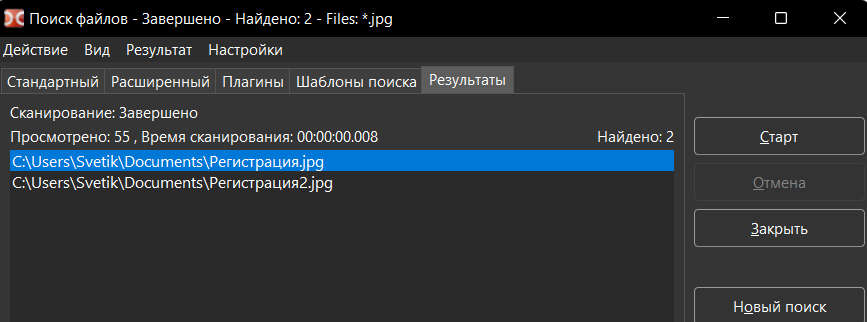 Поиск файлов - Завершено - Найдено: 2 - Files: *.jpg
Действие Вид Результат Настройки
Стандартный Расширенный Плагины Шаблоны поиска Результаты
Сканирование: Завершено
Просмотрено: 55 , Время сканирования: 00:00:00.008 Найдено: 2
C:\Users\Svetik\Documents\Регистрация.jpg
C:\Users\Svetik\Documents\Регистрация2.jpg
Старт
Отмена
Закрыть
Новый поиск